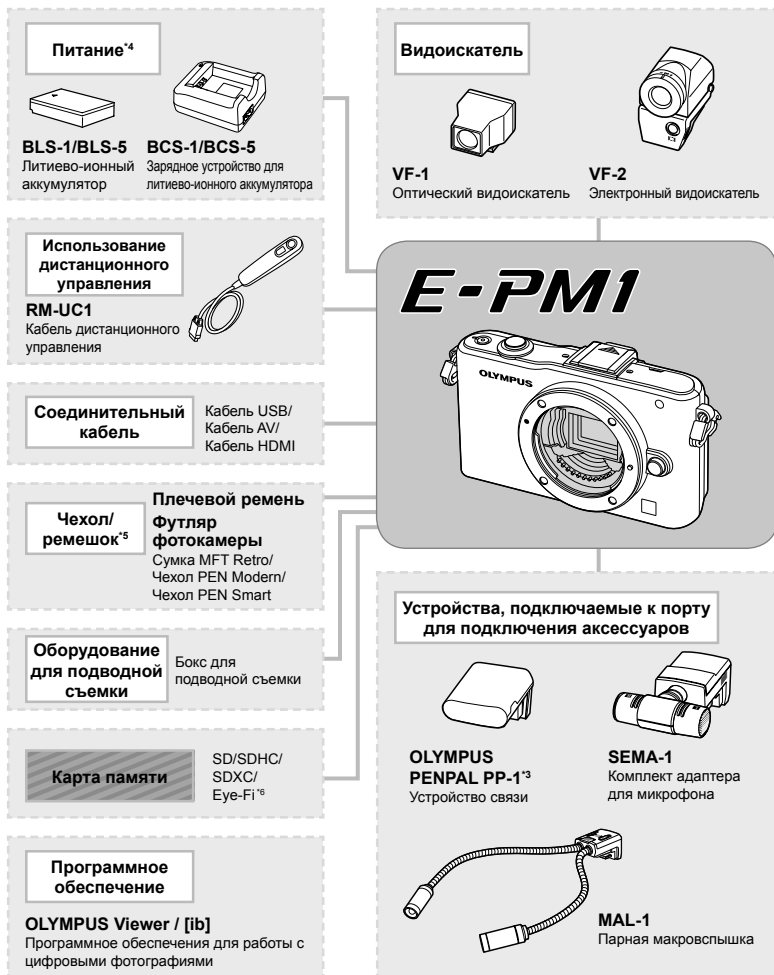 Питание*4
BLS-1/BLS-5
Литиево-ионный
аккумулятор
BCS-1/BCS-5
Зарядное устройство для
литиево-ионного аккумулятора
Использование
дистанционного
управления
RM-UC1
Кабель дистанционного
управления
Соединительный
кабель
Кабель USB/
Кабель AV/
Кабель HDMI
Чехол/
ремешок*5
Плечевой ремень
Футляр
фотокамеры
Сумка MFT Retro/
Чехол PEN Modern/
Чехол PEN Smart
Оборудование
для подводной
съемки
Бокс для
подводной съемки
Карта памяти
SD/SDHC/
SDXC/
Eye-Fi*6
Программное
обеспечение
OLYMPUS Viewer / [ib]
Программное обеспечения для работы с
цифровыми фотографиями
Видоискатель
VF-1
Оптический видоискатель
VF-2
Электронный видоискатель
E-PM1
OLYMPUS
Устройства, подключаемые к порту
для подключения аксессуаров
OLYMPUS
PENPAL PP-1*3
Устройство связи
SEMA-1
Комплект адаптера
для микрофона
MAL-1
Парная макровспышка